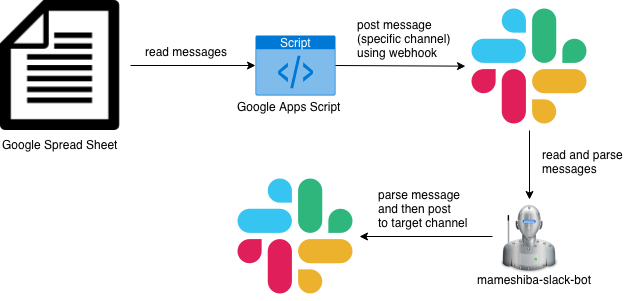 read messages
Script
</>
Google Apps Script
post message
(specific channel)
using webhook
Google Spread Sheet
read and parse
messages
parse message
and then post
to target channel
mameshiba-slack-bot